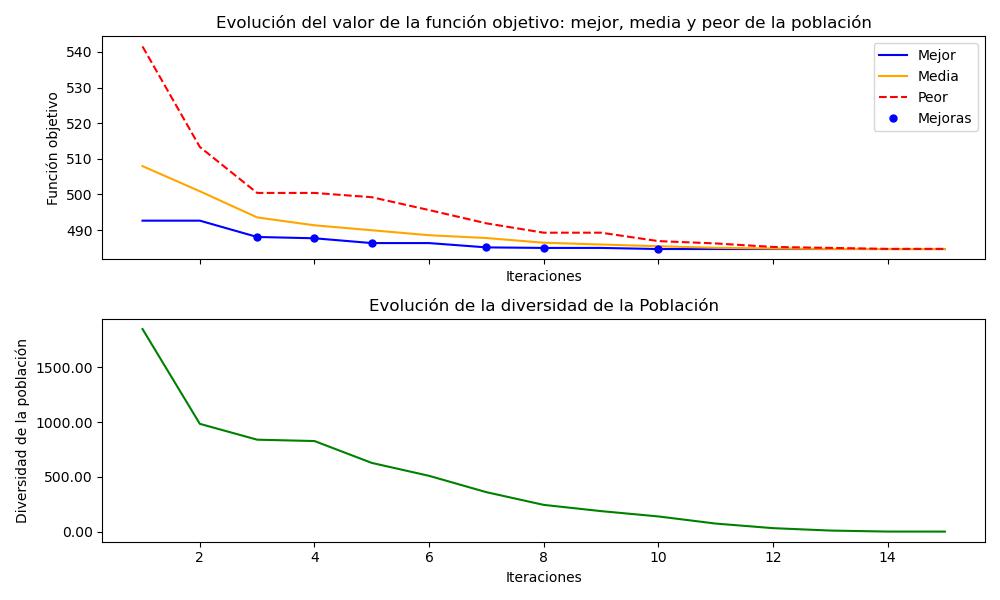 Evolución del valor de la función objetivo: mejor, media y peor de la población
Función objetivo
540
530
520
510
500
490
Mejor
Media
Peor
Mejoras
Iteraciones
Evolución de la diversidad de la Población
Diversidad de la población
1500.00
1000.00
500.00
0.00
2 4 6 8 10 12 14
Iteraciones